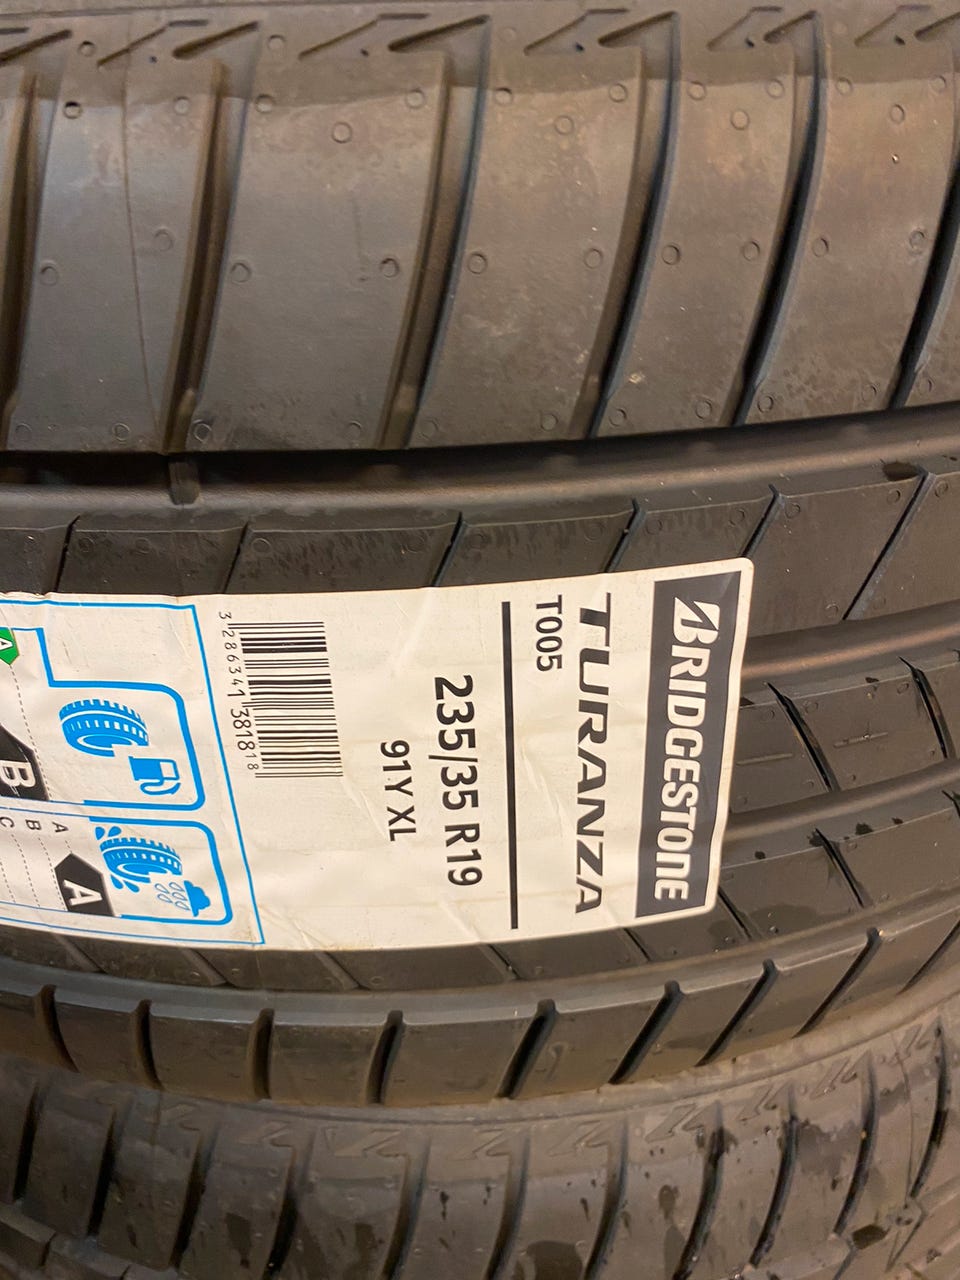 BRIDGESTONE
TURANZA
T005
235/35 R19
91Y XL
3 286341 381818
A
B
A
A
B
C